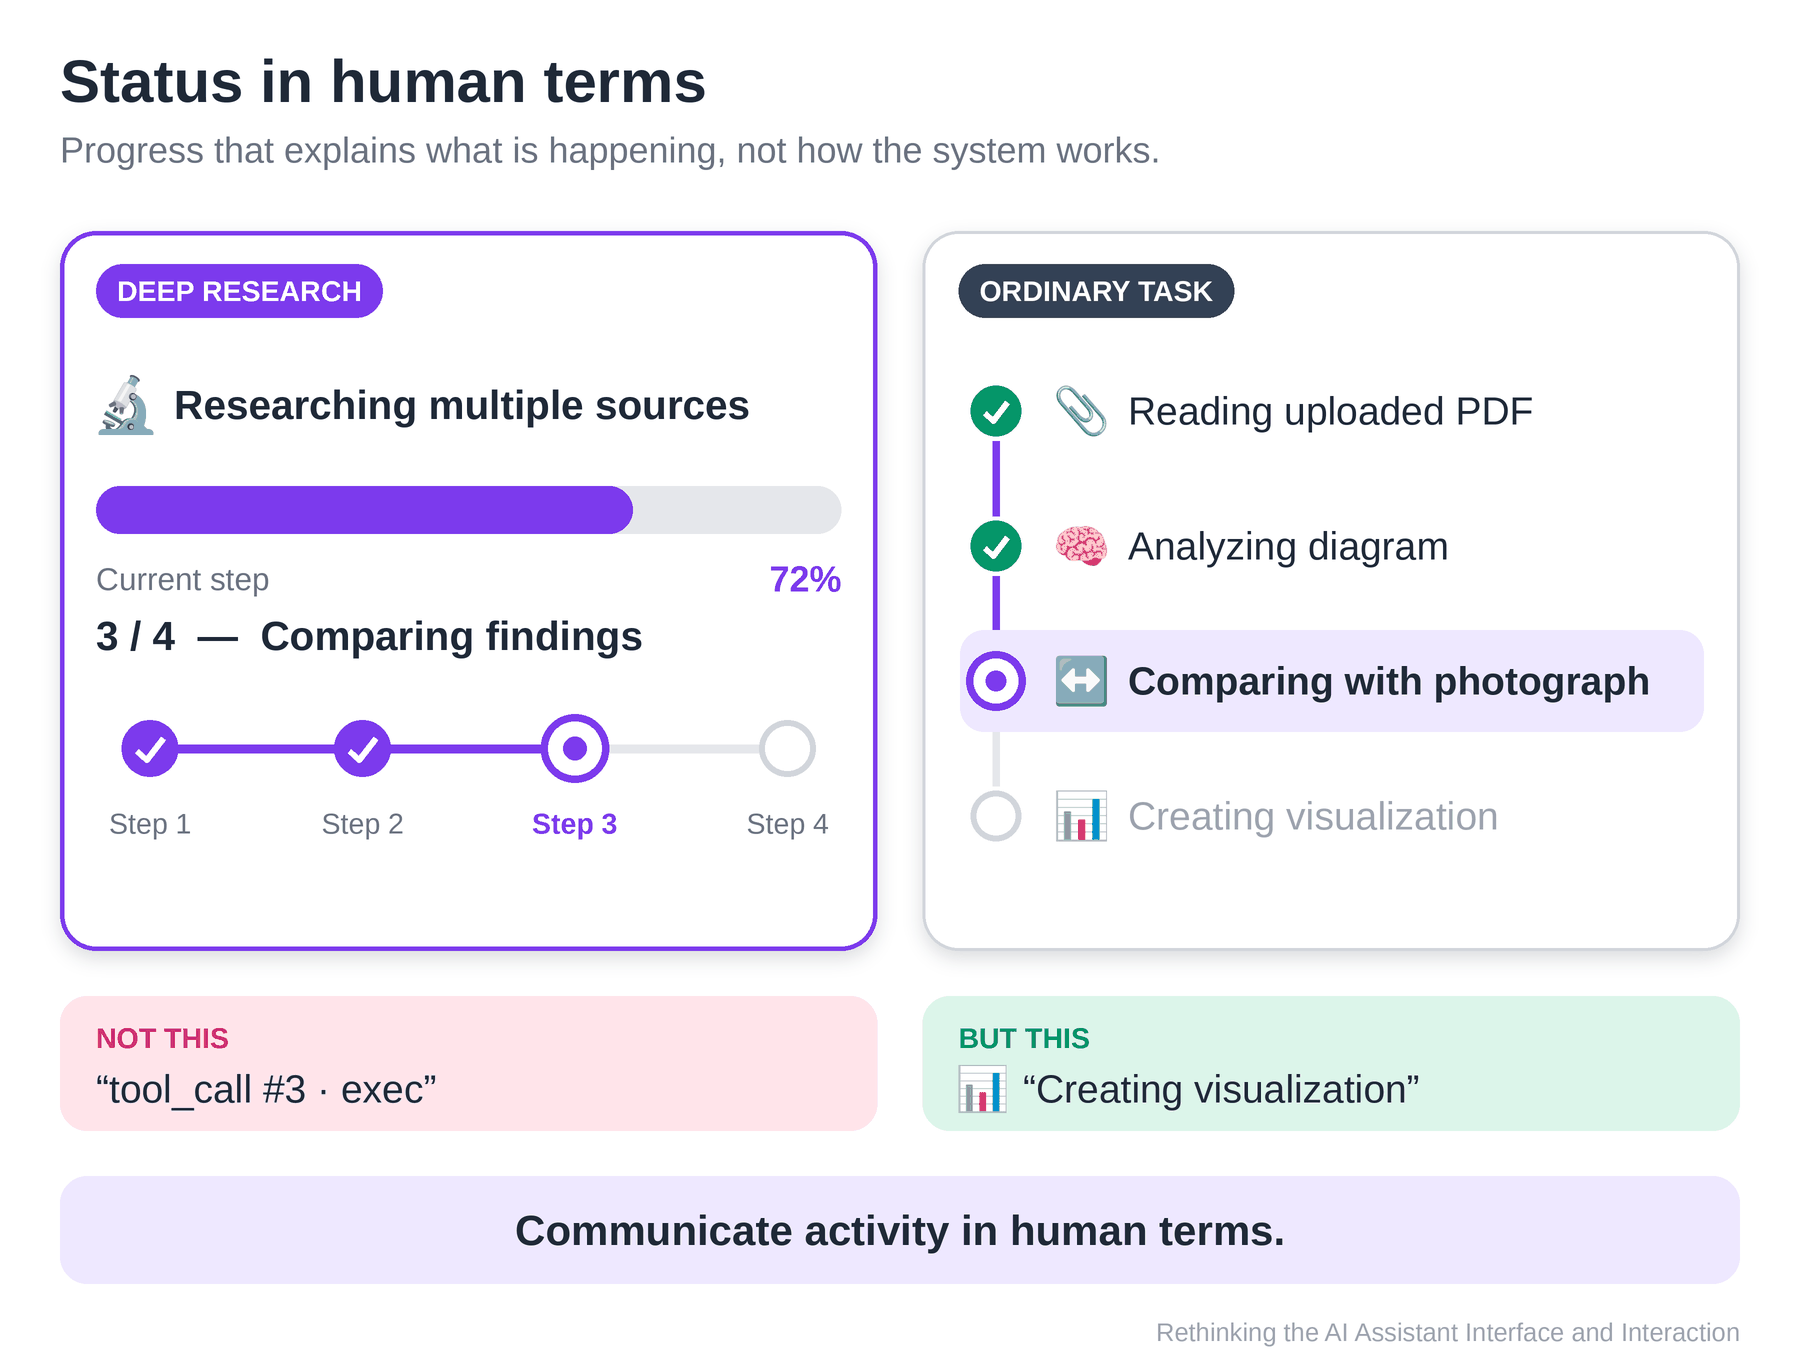 Status in human terms
Progress that explains what is happening, not how the system works.
DEEP RESEARCH
Researching multiple sources
Current step
72%
3 / 4 — Comparing findings
Step 1
Step 2
Step 3
Step 4
ORDINARY TASK
Reading uploaded PDF
Analyzing diagram
Comparing with photograph
Creating visualization
NOT THIS
“tool_call #3 · exec”
BUT THIS
“Creating visualization”
Communicate activity in human terms.
Rethinking the AI Assistant Interface and Interaction